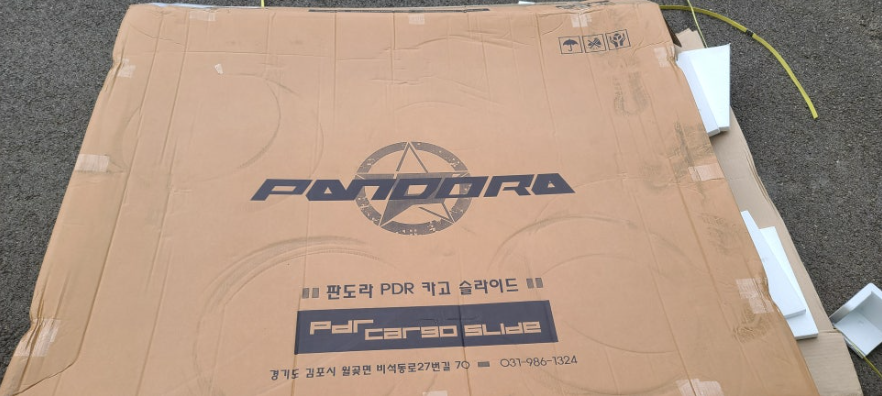 PANDORA
판도라 PDR 카고 슬라이드
Pdr cargo slide
경기도 김포시 월곶면 비석동로27번길 70 031-986-1324